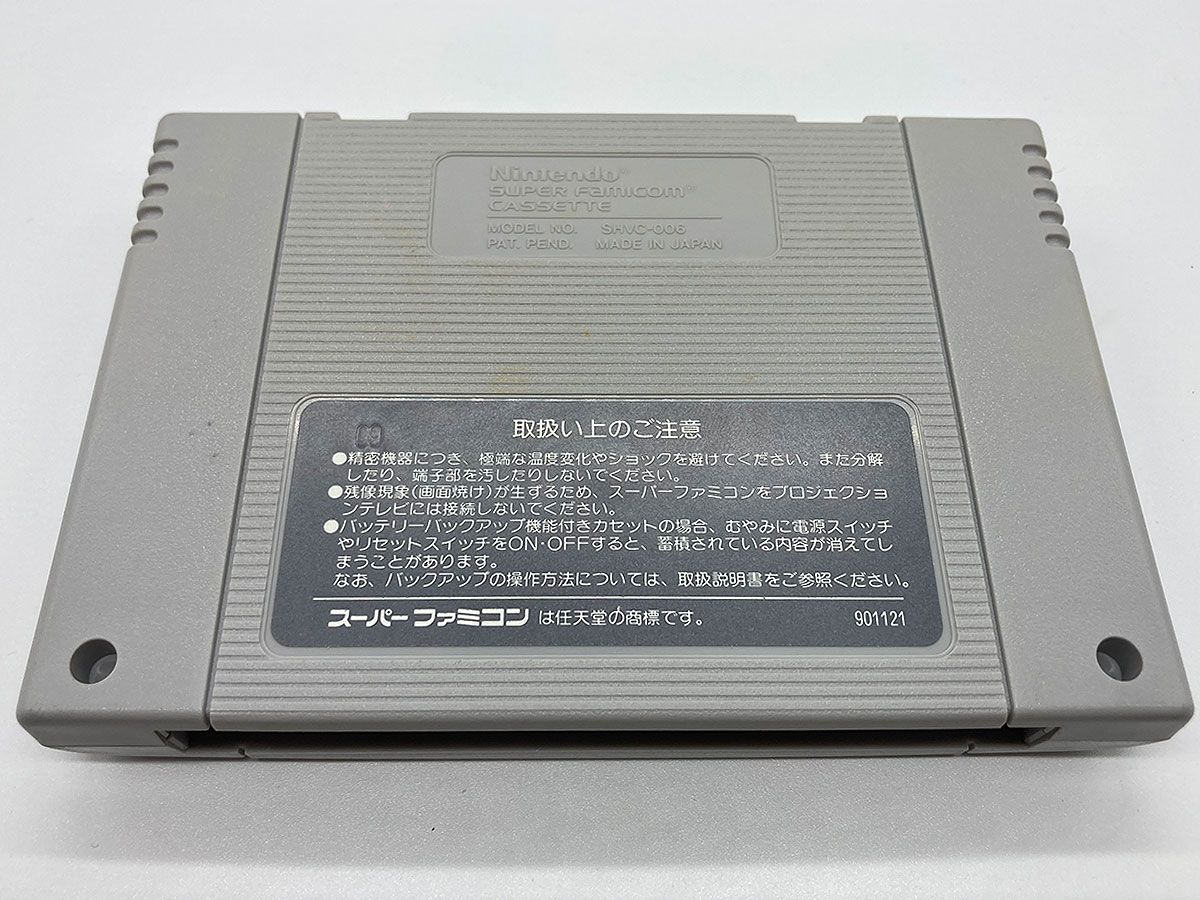 Nintendo®
SUPER FAMICOM®
CASSETTE
MODEL NO. SHVC-006
PAT. PEND. MADE IN JAPAN
取扱い上のご注意
●精密機器につき、極端な温度変化やショックを避けてください。また分解
したり、端子部を汚したりしないでください。
●残像現象(画面焼け)が生ずるため、スーパーファミコンをプロジェクショ
ンテレビには接続しないでください。
●バッテリーバックアップ機能付きカセットの場合、むやみに電源スイッチ
やリセットスイッチをON・OFFすると、蓄積されている内容が消えてし
まうことがあります。
なお、バックアップの操作方法については、取扱説明書をご参照ください。
スーパーファミコン は任天堂の商標です。 901121